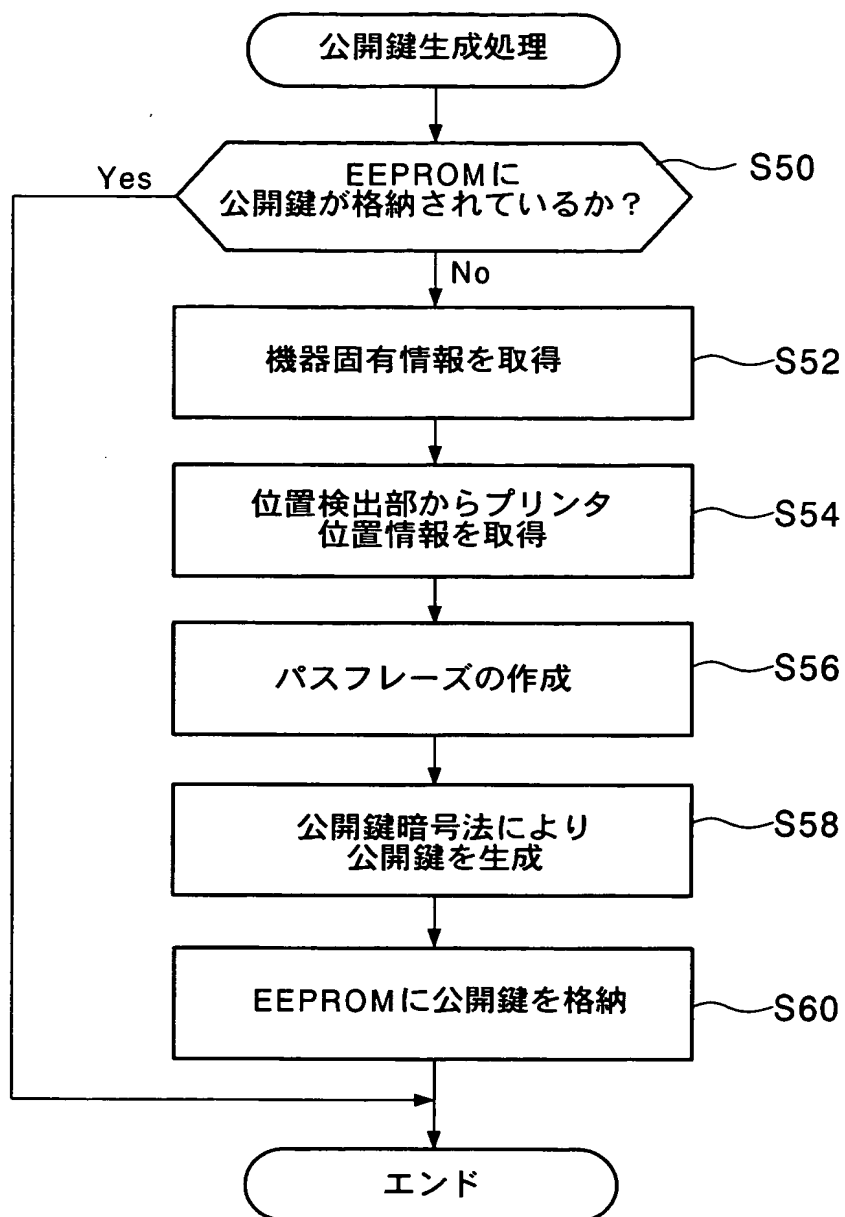 公開鍵生成処理
EEPROMに
公開鍵が格納されているか？
S50
Yes
No
機器固有情報を取得
S52
位置検出部からプリンタ
位置情報を取得
S54
パスフレーズの作成
S56
公開鍵暗号法により
公開鍵を生成
S58
EEPROMに公開鍵を格納
S60
エンド